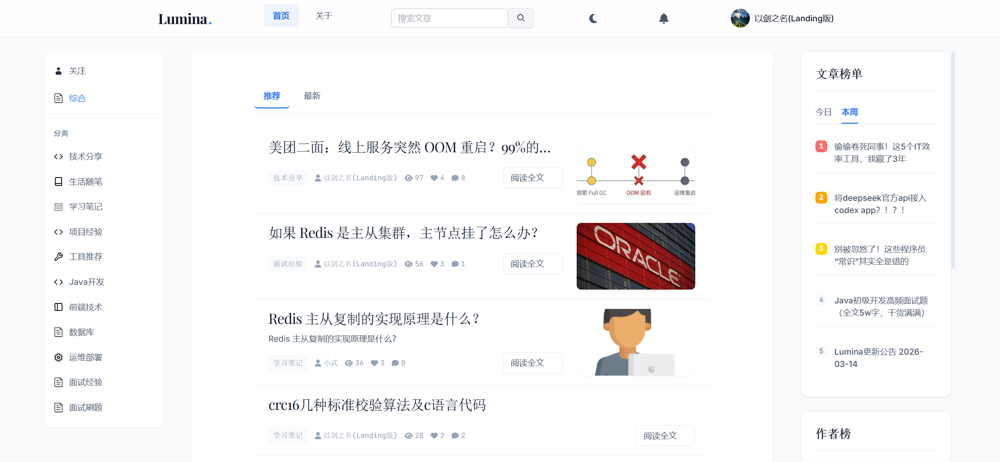 Lumina.
首页
关于
搜索文章
以剑之名(Landing版)
关注
综合
分类
技术分享
生活随笔
学习笔记
项目经验
工具推荐
Java开发
前端技术
数据库
运维部署
面试经验
面试刷题
推荐
最新
美团二面：线上服务突然 OOM 重启？99%的...
技术分享
以剑之名(Landing版)
97
4
8
阅读全文
频繁 Full GC
OOM 宕机
运维重启
如果 Redis 是主从集群，主节点挂了怎么办？
面试经验
以剑之名(Landing版)
56
3
1
阅读全文
ORACLE
Redis 主从复制的实现原理是什么？
Redis 主从复制的实现原理是什么？
学习笔记
小武
36
3
0
阅读全文
crc16几种标准校验算法及c语言代码
学习笔记
以剑之名(Landing版)
28
2
2
阅读全文
文章榜单
今日
本周
1
偷偷卷死同事！这5个IT效
率工具，我藏了3年
2
将deepseek官方api接入
codex app？！？！
3
别被忽悠了！这些程序员
“常识”其实全是错的
4
Java初级开发高频面试题
（全文5w字，干货满满）
5
Lumina更新公告 2026-
03-14
作者榜